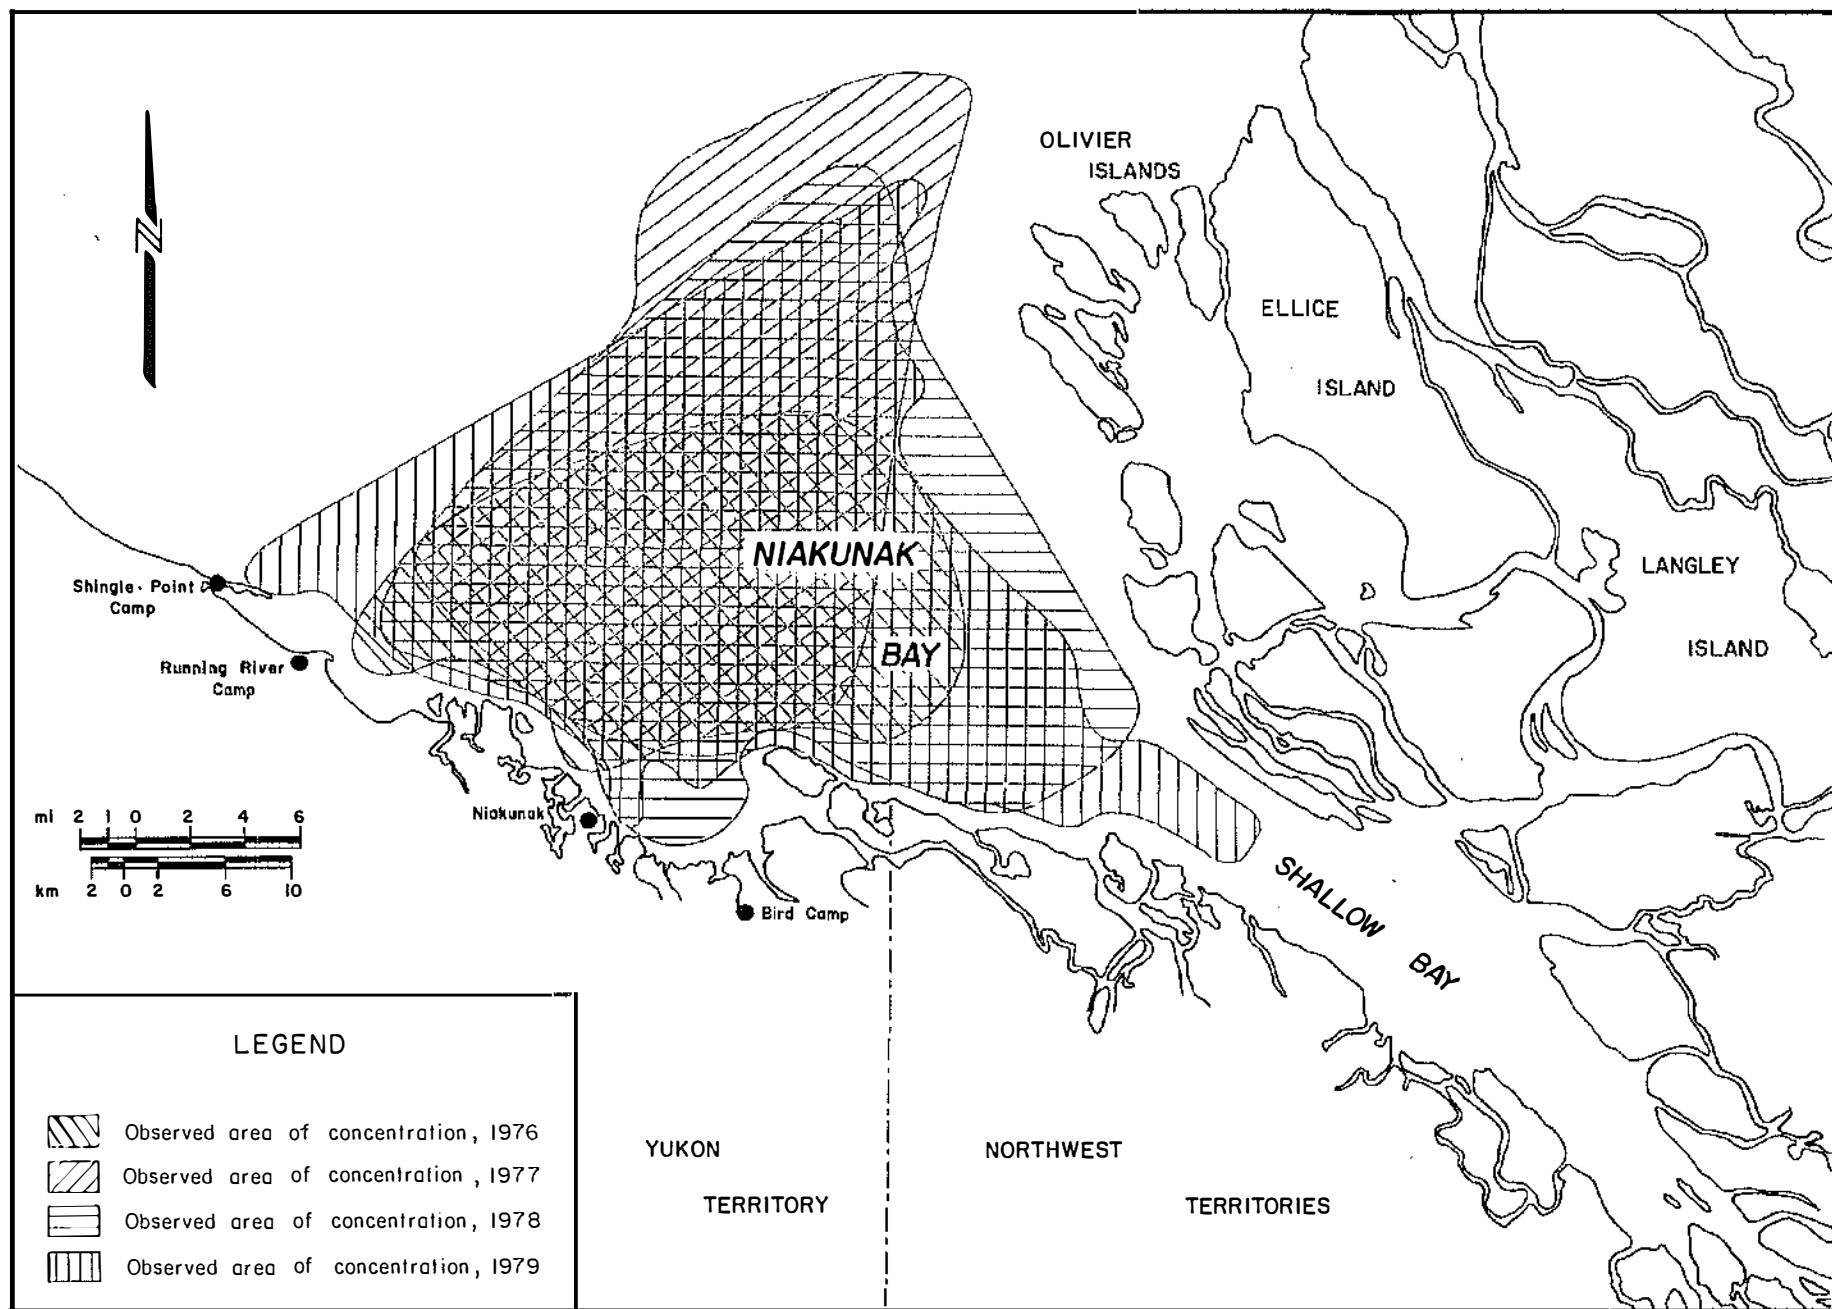 OLIVIER
ISLANDS
ELLICE
ISLAND
NIAKUNAK
BAY
LANGLEY
ISLAND
Shingle Point
Camp
Running River
Camp
Niakunak
Bird Camp
SHALLOW
BAY
mi 2 1 0 2 4 6
km 2 0 2 6 10
N
LEGEND
Observed area of concentration, 1976
Observed area of concentration, 1977
Observed area of concentration, 1978
Observed area of concentration, 1979
YUKON
TERRITORY
NORTHWEST
TERRITORIES